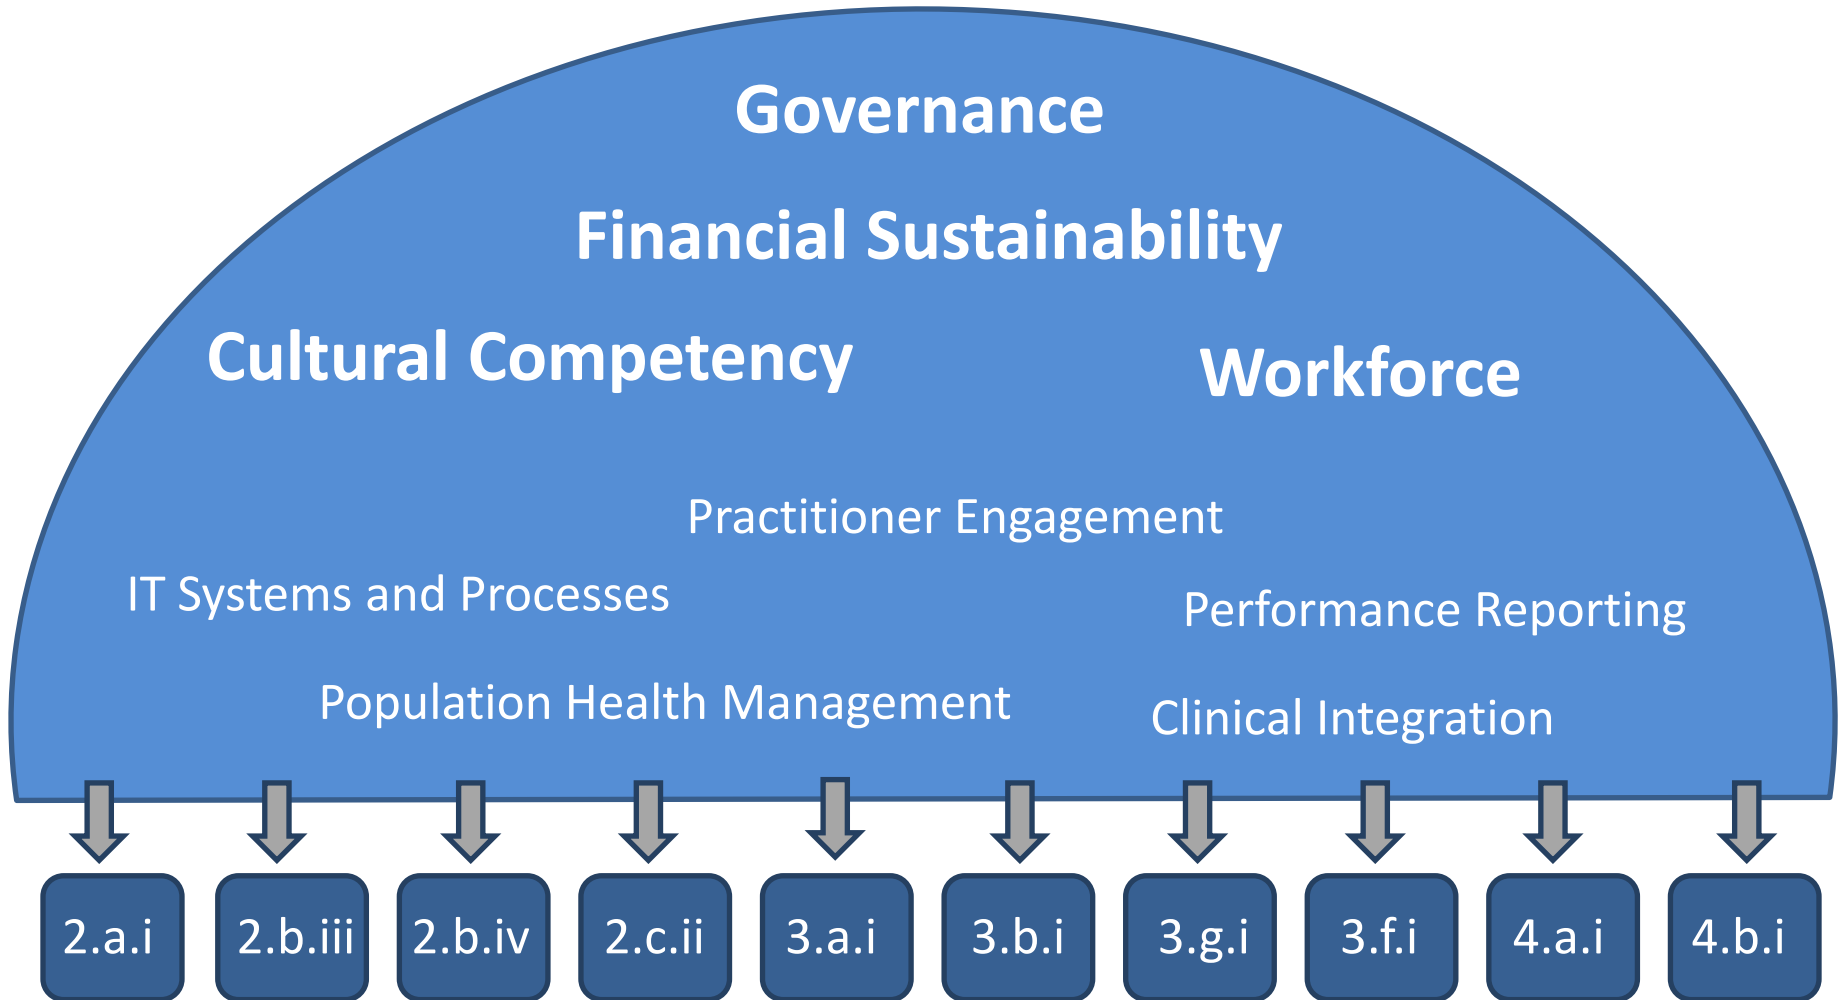 Governance
Financial Sustainability
Cultural Competency
Workforce
Practitioner Engagement
IT Systems and Processes
Performance Reporting
Population Health Management
Clinical Integration
2.a.i
2.b.iii
2.b.iv
2.c.ii
3.a.i
3.b.i
3.g.i
3.f.i
4.a.i
4.b.i